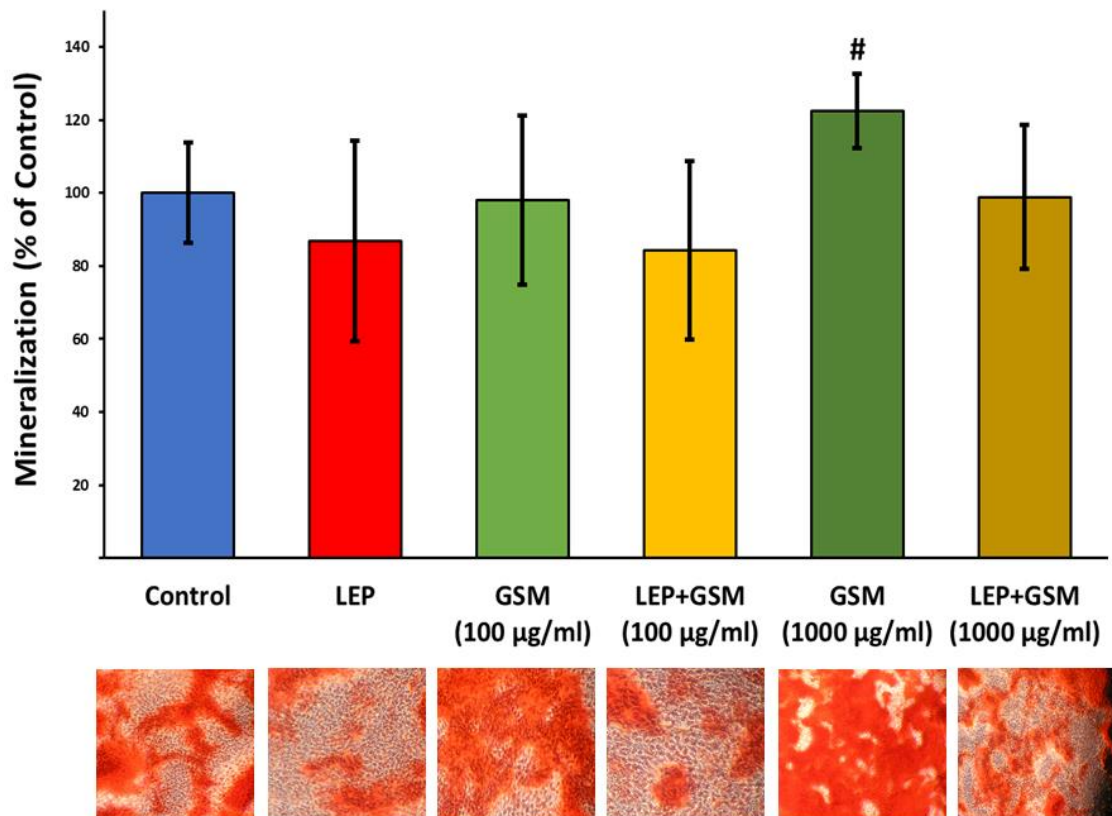 Mineralization (% of Control)
140
120
100
80
60
40
20
#
Control
LEP
GSM
(100 µg/ml)
LEP+GSM
(100 µg/ml)
GSM
(1000 µg/ml)
LEP+GSM
(1000 µg/ml)